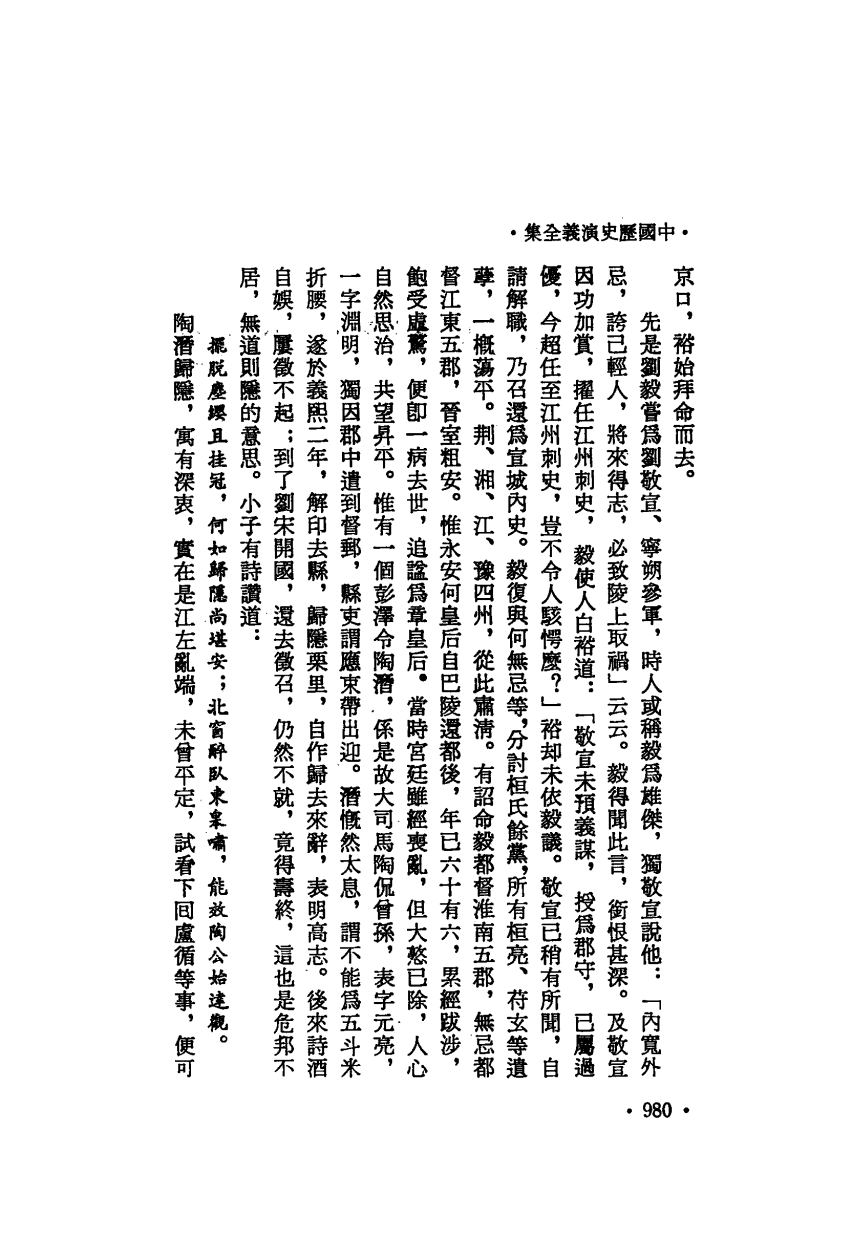 ·中國歷史演義全集·
京口，裕始拜命而去。
先是劉毅嘗爲劉敬宣、寧朔參軍，時人或稱毅爲雄傑，獨敬宣說他：「內寬外
忌，誇己輕人，將來得志，必致陵上取禍」云云。毅得聞此言，銜恨甚深。及敬宣
因功加賞，擢任江州刺史，毅使人白裕道：「敬宣未預義謀，授爲郡守，已屬過
優，今超任至江州刺史，豈不令人駭愕麼？」裕却未依毅議。敬宣已稍有所聞，自
請解職，乃召還爲宣城內史。毅復與何無忌等，分討桓氏餘黨，所有桓亮、苻玄等遺
孽，一概蕩平。荆、湘、江、豫四州，從此肅清。有詔命毅都督淮南五郡，無忌都
督江東五郡，晉室粗安。惟永安何皇后自巴陵還都後，年已六十有六，累經跋涉，
飽受虛驚，便卽一病去世，追諡爲章皇后。當時宮廷雖經喪亂，但大憝已除，人心
自然思治，共望昇平。惟有一個彭澤令陶潛，係是故大司馬陶侃曾孫，表字元亮，
一字淵明，獨因郡中遣到督郵，縣吏謂應束帶出迎。潛慨然太息，謂不能爲五斗米
折腰，遂於義熙二年，解印去縣，歸隱栗里，自作歸去來辭，表明高志。後來詩酒
自娛，屢徵不起；到了劉宋開國，還去徵召，仍然不就，竟得壽終，這也是危邦不
居，無道則隱的意思。小子有詩讚道：
擺脫塵纓且挂冠，何如歸隱尚堪安；北窗醉臥東皋嘯，能效陶公始達觀。
陶潛歸隱，寓有深衷，實在是江左亂端，未曾平定，試看下回盧循等事，便可
·980·